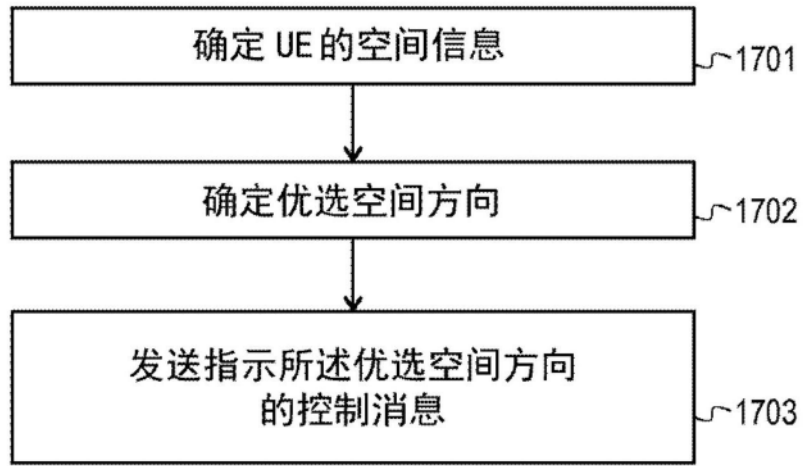 确定 UE 的空间信息
1701
确定优选空间方向
1702
发送指示所述优选空间方向
的控制消息
1703